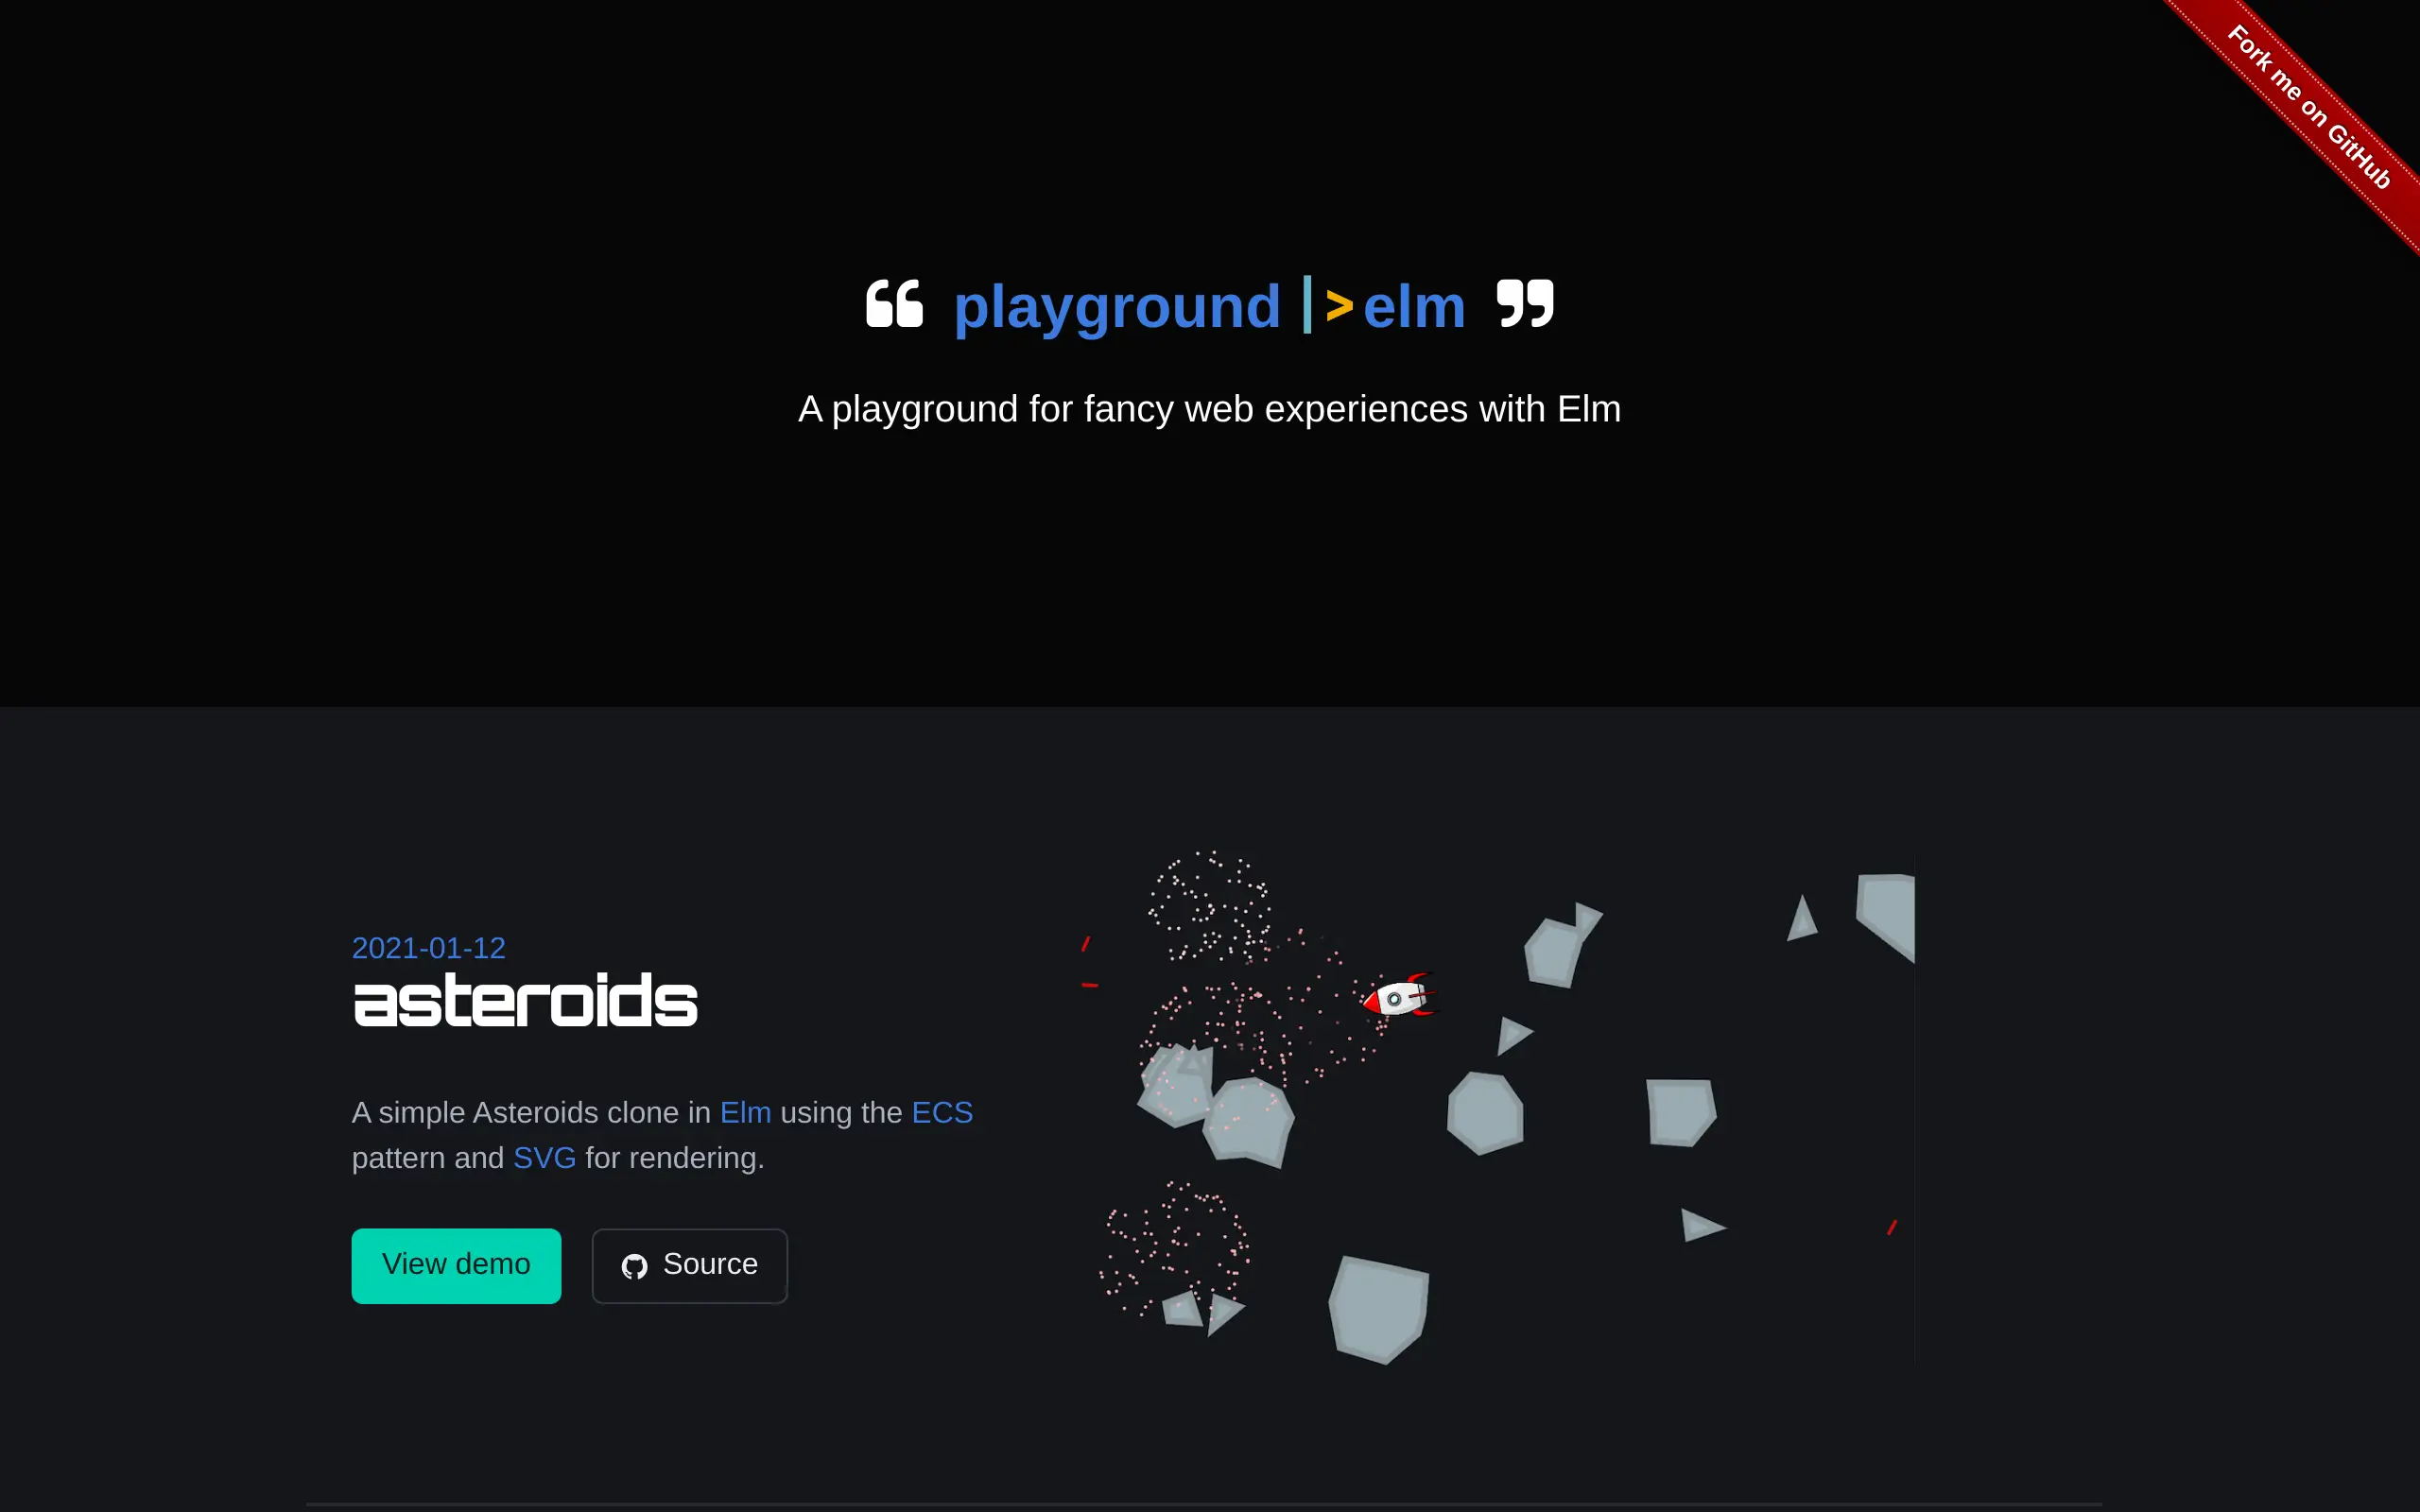 Fork me on GitHub
playground |> elm
A playground for fancy web experiences with Elm
2021-01-12
asteroids
A simple Asteroids clone in Elm using the ECS
pattern and SVG for rendering.
View demo
Source